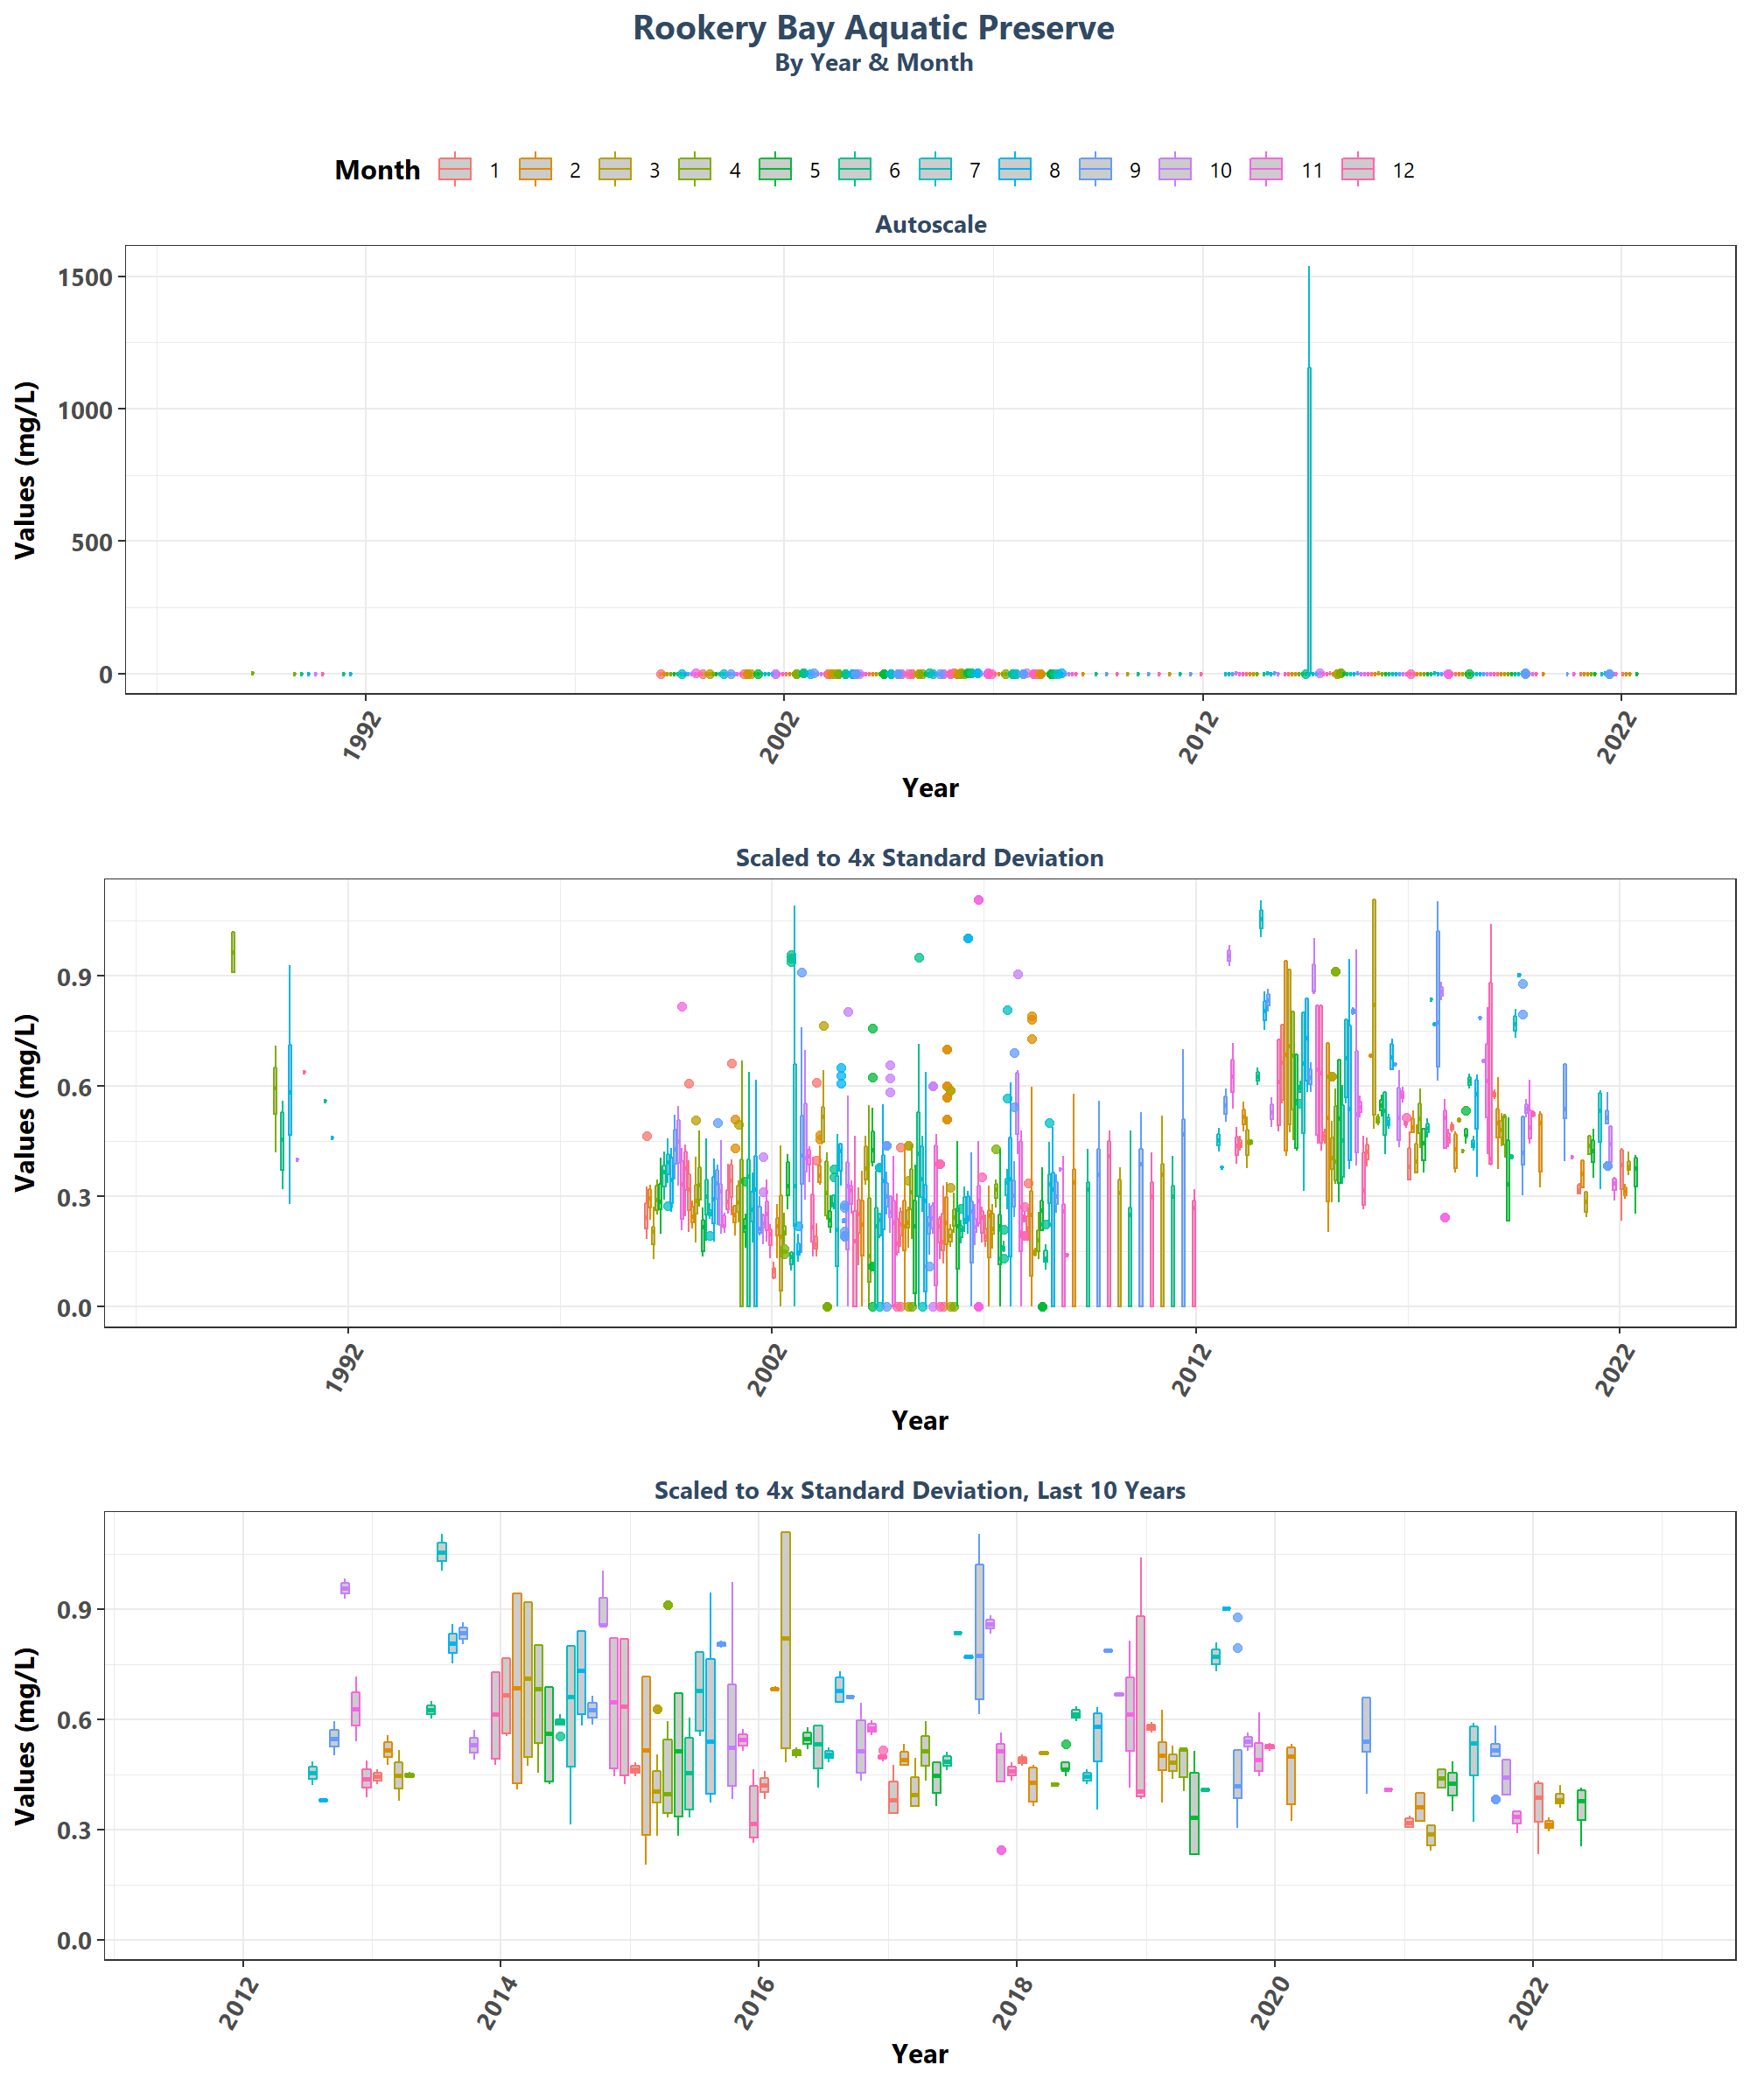 Rookery Bay Aquatic Preserve
By Year & Month
Month 1 2 3 4 5 6 7 8 9 10 11 12
Autoscale
Values (mg/L)
1500
1000
500
0
1992 2002 2012 2022
Year
Scaled to 4x Standard Deviation
Values (mg/L)
0.9
0.6
0.3
0.0
1992 2002 2012 2022
Year
Scaled to 4x Standard Deviation, Last 10 Years
Values (mg/L)
0.9
0.6
0.3
0.0
2012 2014 2016 2018 2020 2022
Year